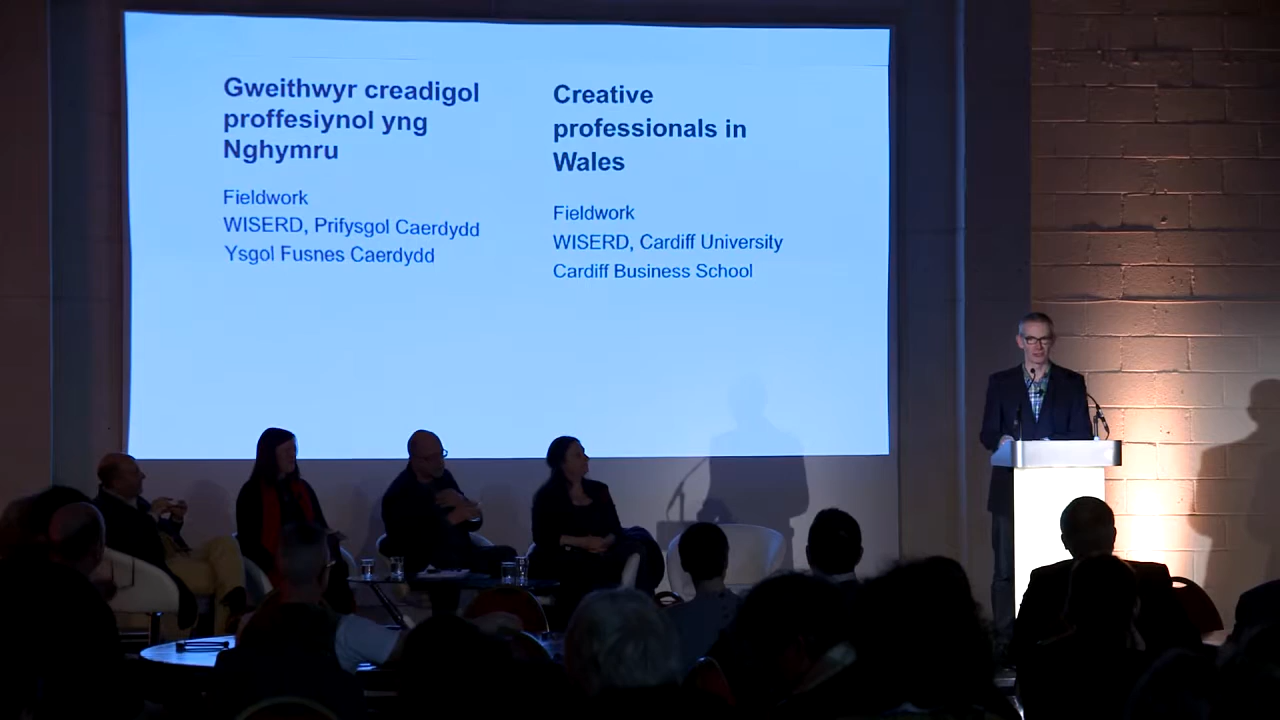 Gweithwyr creadigol
proffesiynol yng
Nghymru
Fieldwork
WISERD, Prifysgol Caerdydd
Ysgol Fusnes Caerdydd
Creative
professionals in
Wales
Fieldwork
WISERD, Cardiff University
Cardiff Business School